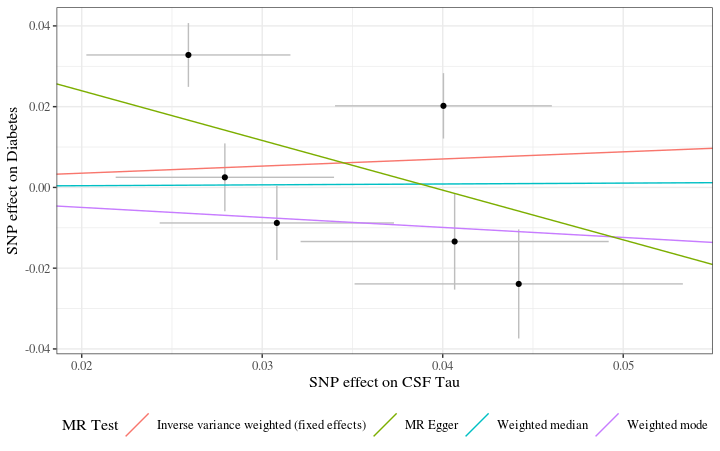 0.04
0.02
0.00
-0.02
-0.04
SNP effect on Diabetes
0.02 0.03 0.04 0.05
SNP effect on CSF Tau
MR Test Inverse variance weighted (fixed effects) MR Egger Weighted median Weighted mode